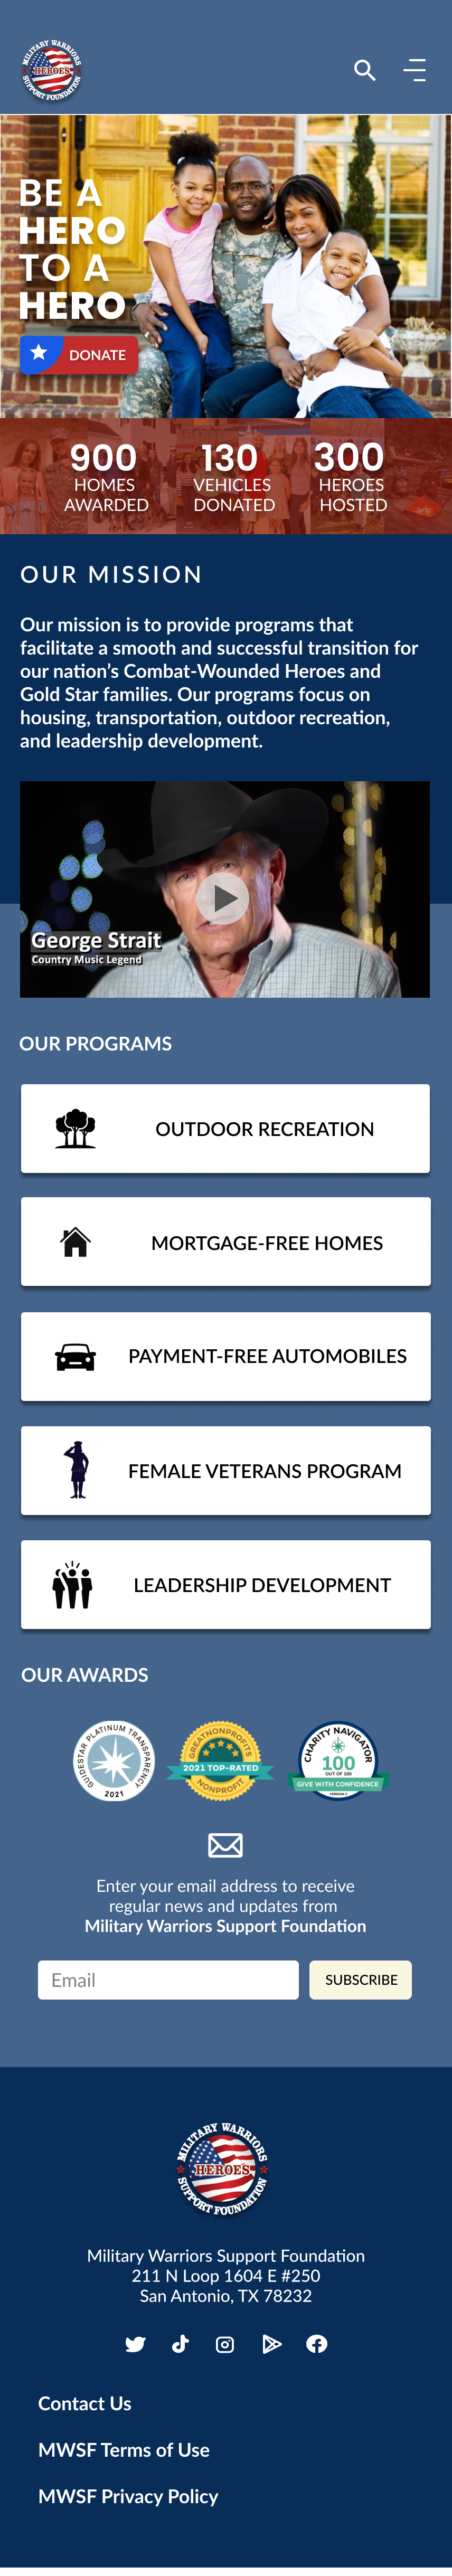 MILITARY WARRIORS
HEROES
SUPPORT FOUNDATION
BE A
HERO
TO A
HERO
DONATE
900
HOMES
AWARDED
130
VEHICLES
DONATED
300
HEROES
HOSTED
OUR MISSION
Our mission is to provide programs that
facilitate a smooth and successful transition for
our nation’s Combat-Wounded Heroes and
Gold Star families. Our programs focus on
housing, transportation, outdoor recreation,
and leadership development.
George Strait
Country Music Legend
OUR PROGRAMS
OUTDOOR RECREATION
MORTGAGE-FREE HOMES
PAYMENT-FREE AUTOMOBILES
FEMALE VETERANS PROGRAM
LEADERSHIP DEVELOPMENT
OUR AWARDS
GUIDESTAR PLATINUM TRANSPARENCY
2021
GREATNONPROFITS
2021 TOP-RATED
NONPROFIT
CHARITY NAVIGATOR
100
OUT OF 100
GIVE WITH CONFIDENCE
VERSION 2
Enter your email address to receive
regular news and updates from
Military Warriors Support Foundation
Email
SUBSCRIBE
MILITARY WARRIORS
HEROES
SUPPORT FOUNDATION
Military Warriors Support Foundation
211 N Loop 1604 E #250
San Antonio, TX 78232
Contact Us
MWSF Terms of Use
MWSF Privacy Policy